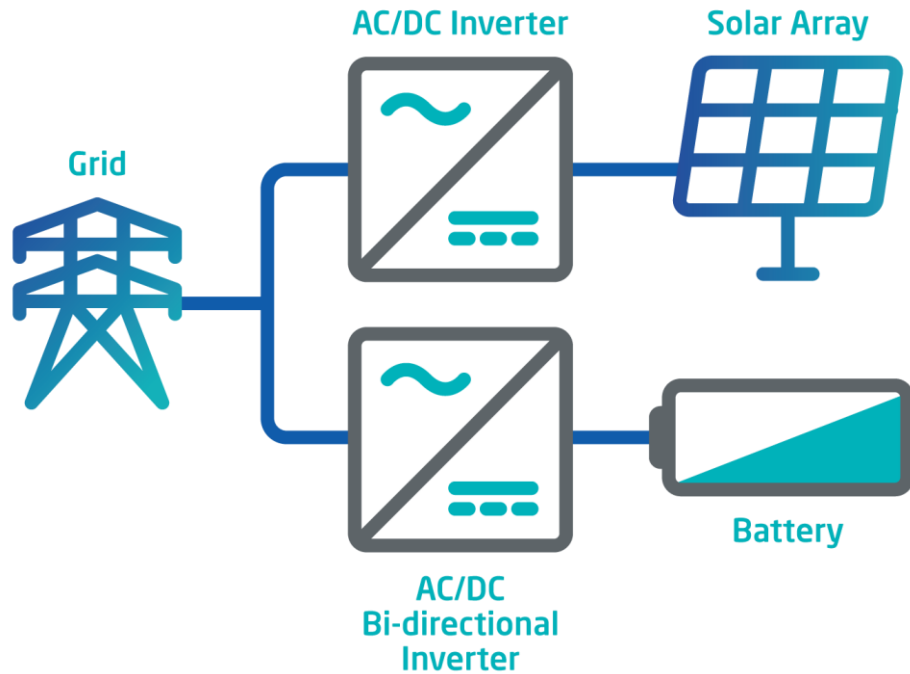 AC/DC Inverter
Solar Array
Grid
Battery
AC/DC
Bi-directional
Inverter